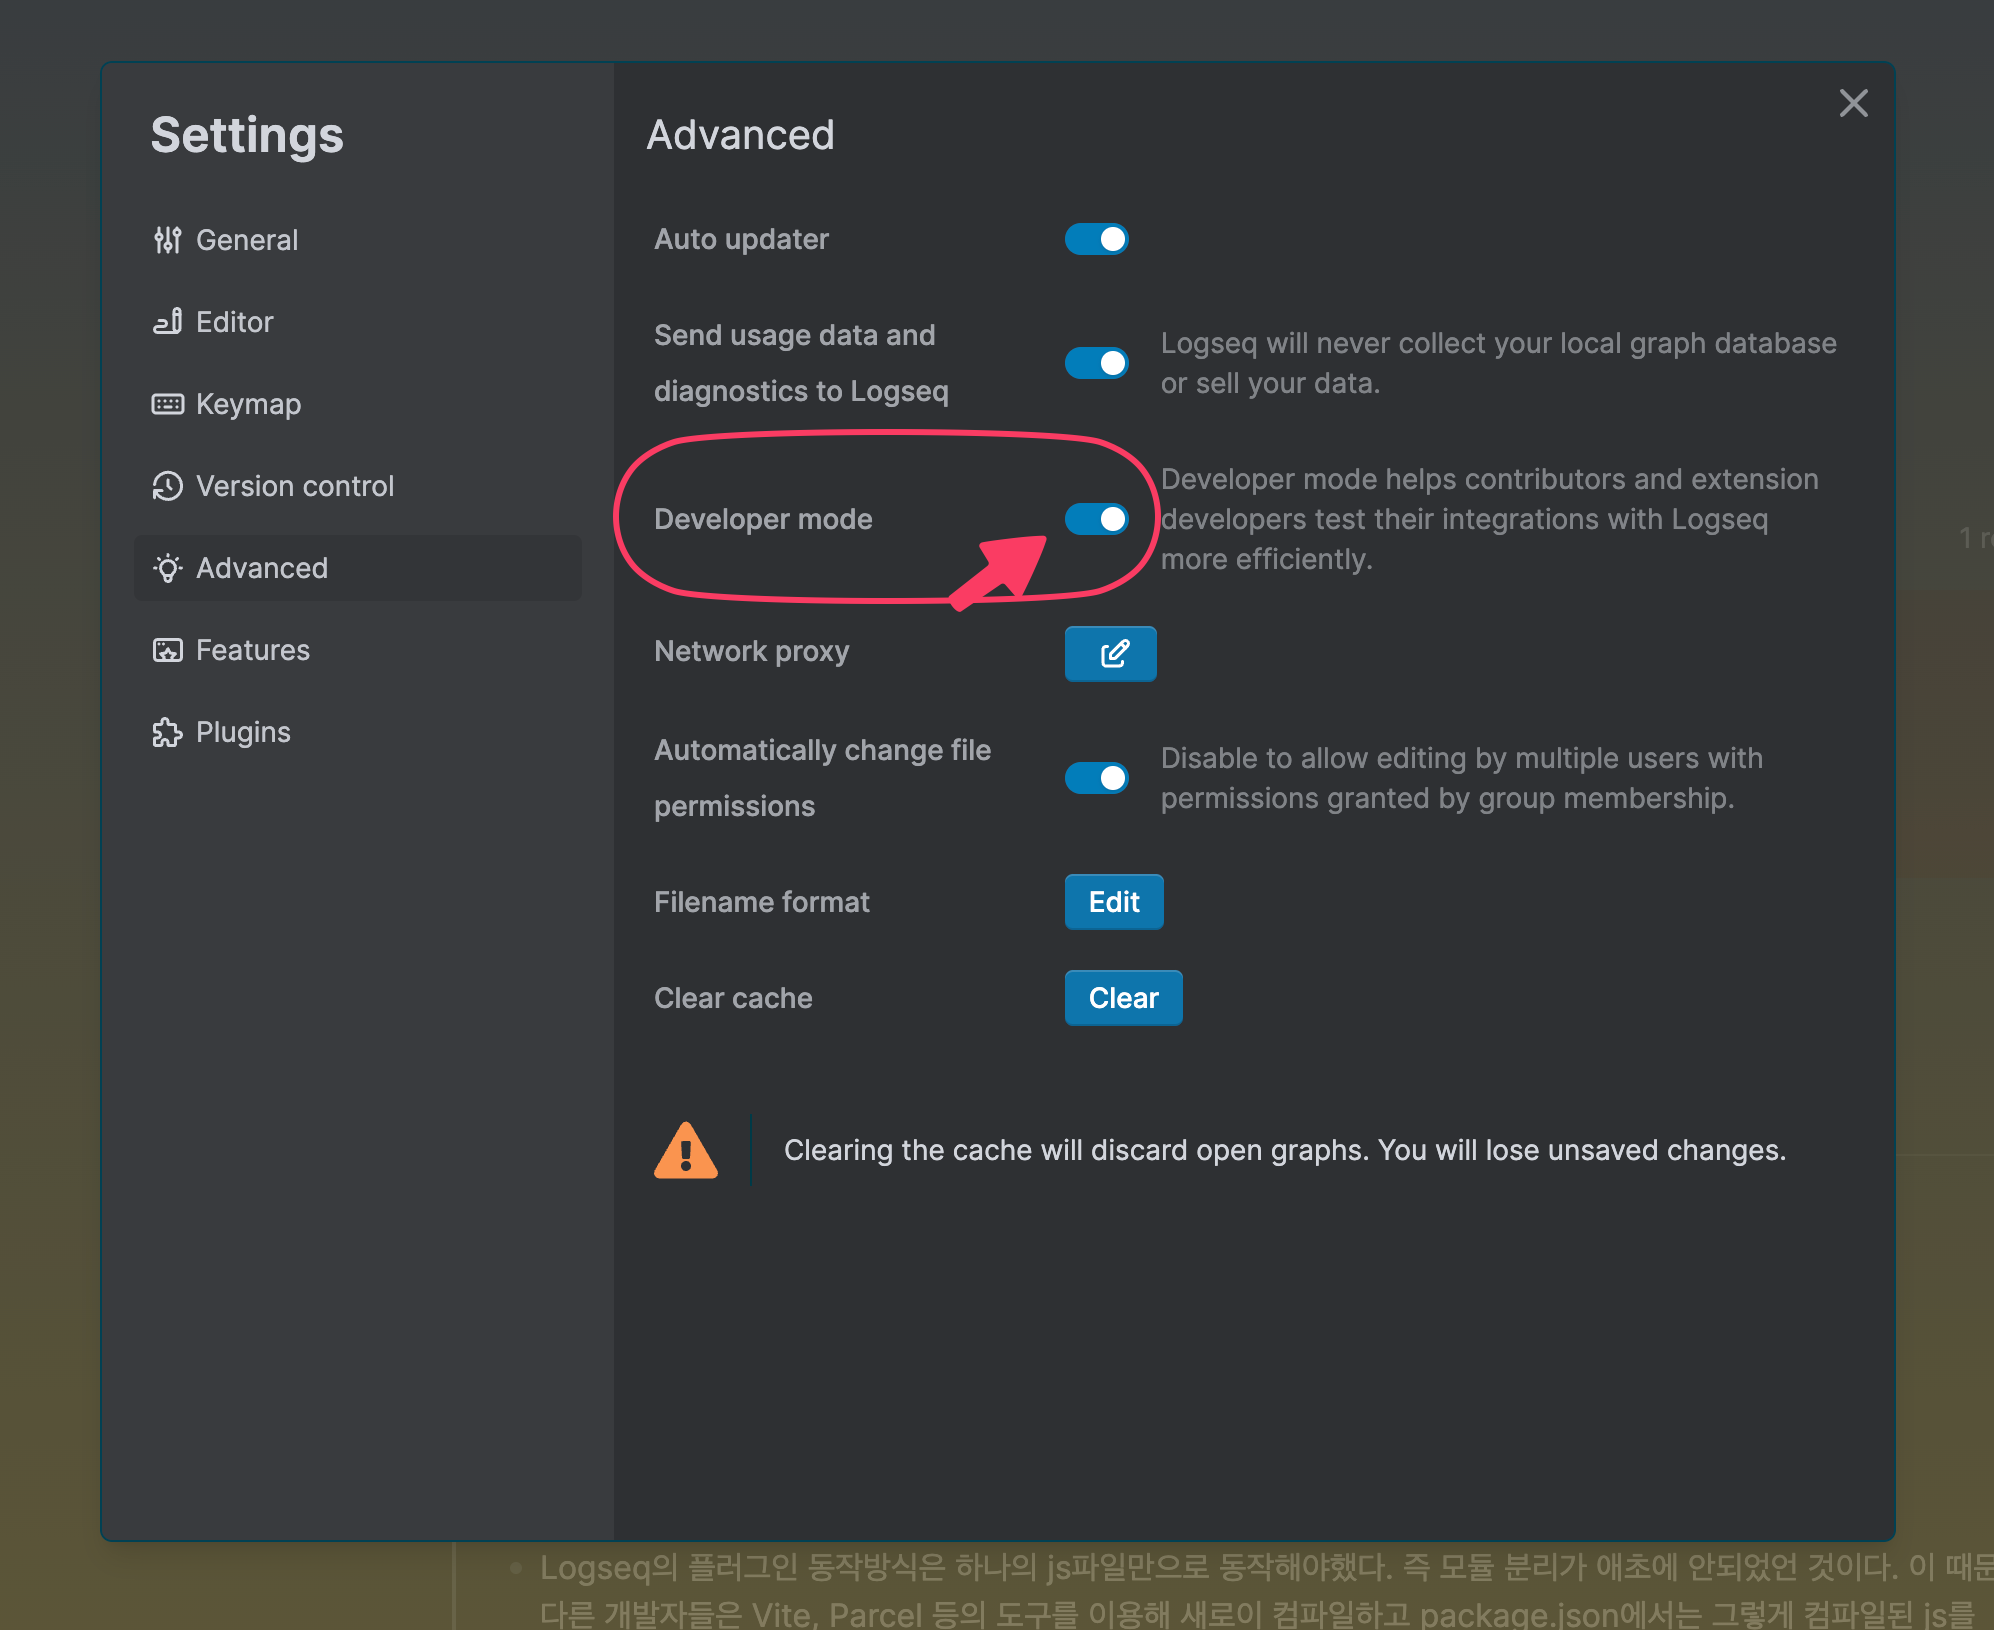 Settings
General
Editor
Keymap
Version control
Advanced
Features
Plugins
Advanced
Auto updater
Send usage data and
diagnostics to Logseq
Logseq will never collect your local graph database
or sell your data.
Developer mode
Developer mode helps contributors and extension
developers test their integrations with Logseq
more efficiently.
Network proxy
Automatically change file
permissions
Disable to allow editing by multiple users with
permissions granted by group membership.
Filename format
Edit
Clear cache
Clear
Clearing the cache will discard open graphs. You will lose unsaved changes.
1
Logseq의 플러그인 동작방식은 하나의 js파일만으로 동작해야했다. 즉 모듈 분리가 애초에 안되었언 것이다. 이
다른 개발자들은 Vite, Parcel 등의 도구를 이용해 새로이 컴파일하고 package.json에서는 그렇게 컴파일된 js를